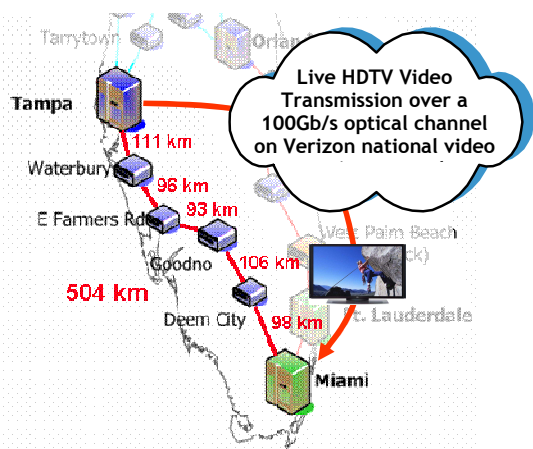 Tarrytown
Orlan
Live HDTV Video
Transmission over a
100Gb/s optical channel
on Verizon national video
Tampa
111 km
Waterbury
96 km
E Farmers Rd
93 km
West Palm Beach
Goodno
106 km
504 km
Deem City
98 km
Lauderdale
Miami